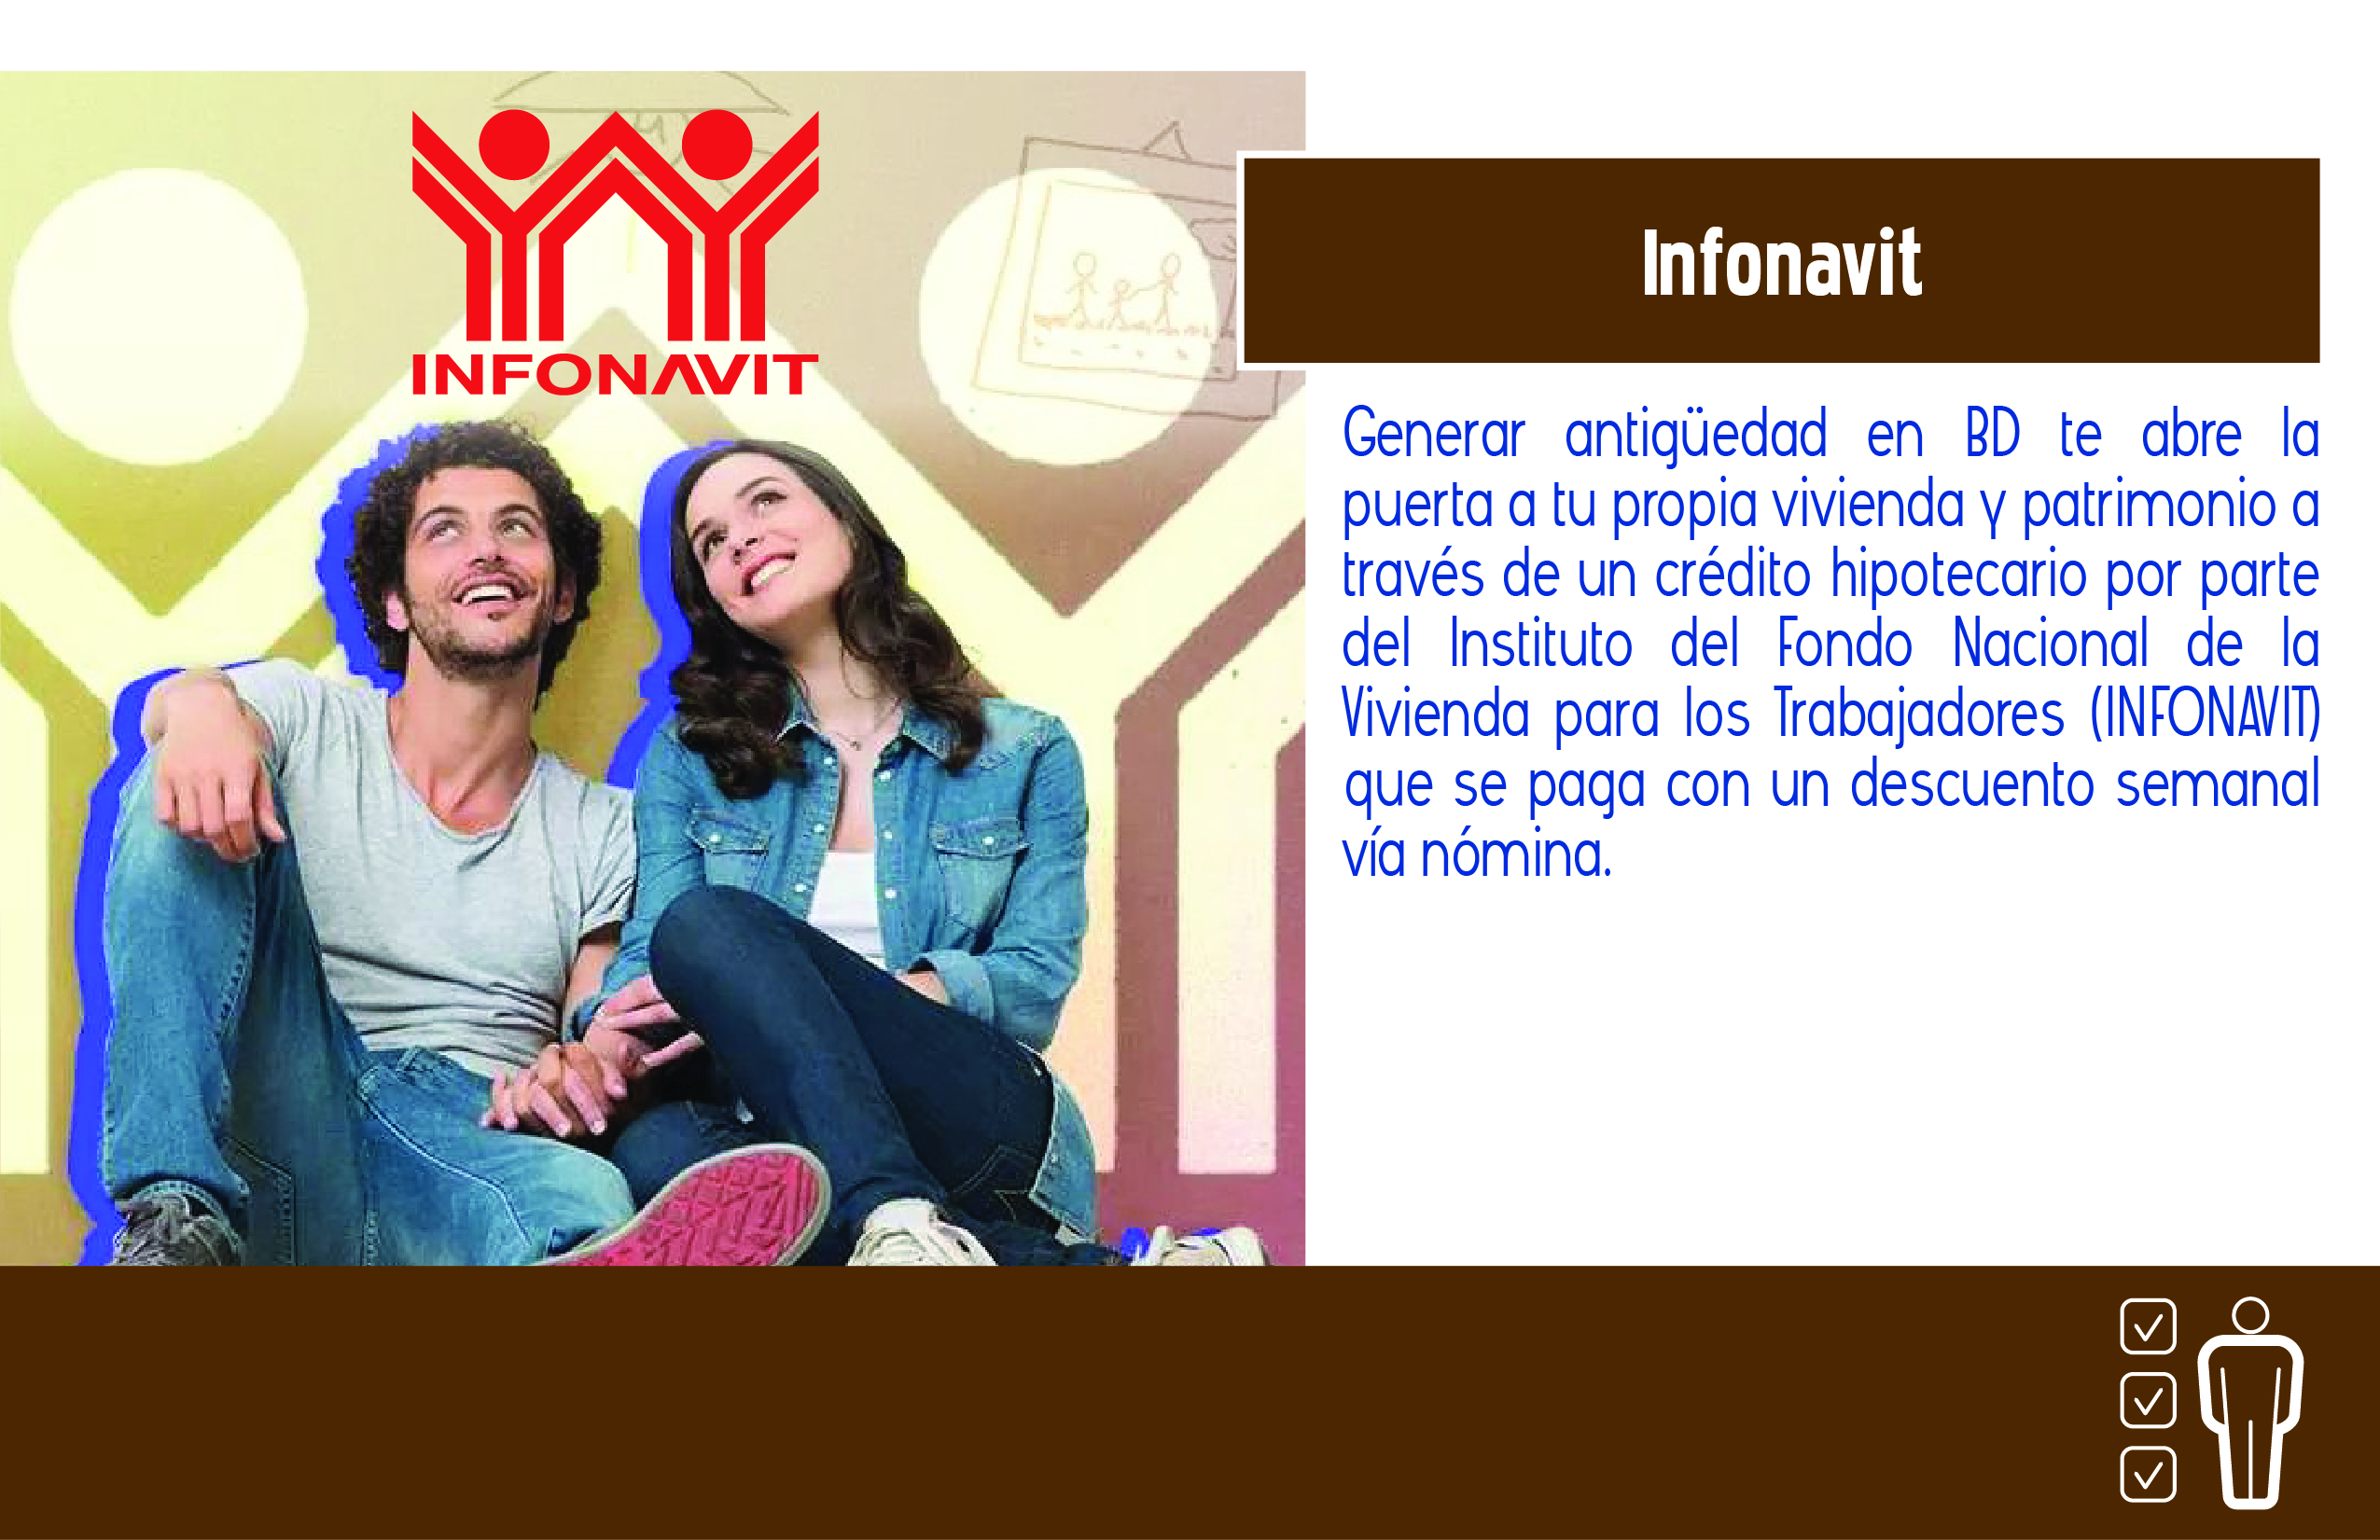 INFONAVIT
Infonavit
Generar antigüedad en BD te abre la
puerta a tu propia vivienda y patrimonio a
través de un crédito hipotecario por parte
del Instituto del Fondo Nacional de la
Vivienda para los Trabajadores (INFONAVIT)
que se paga con un descuento semanal
vía nómina.